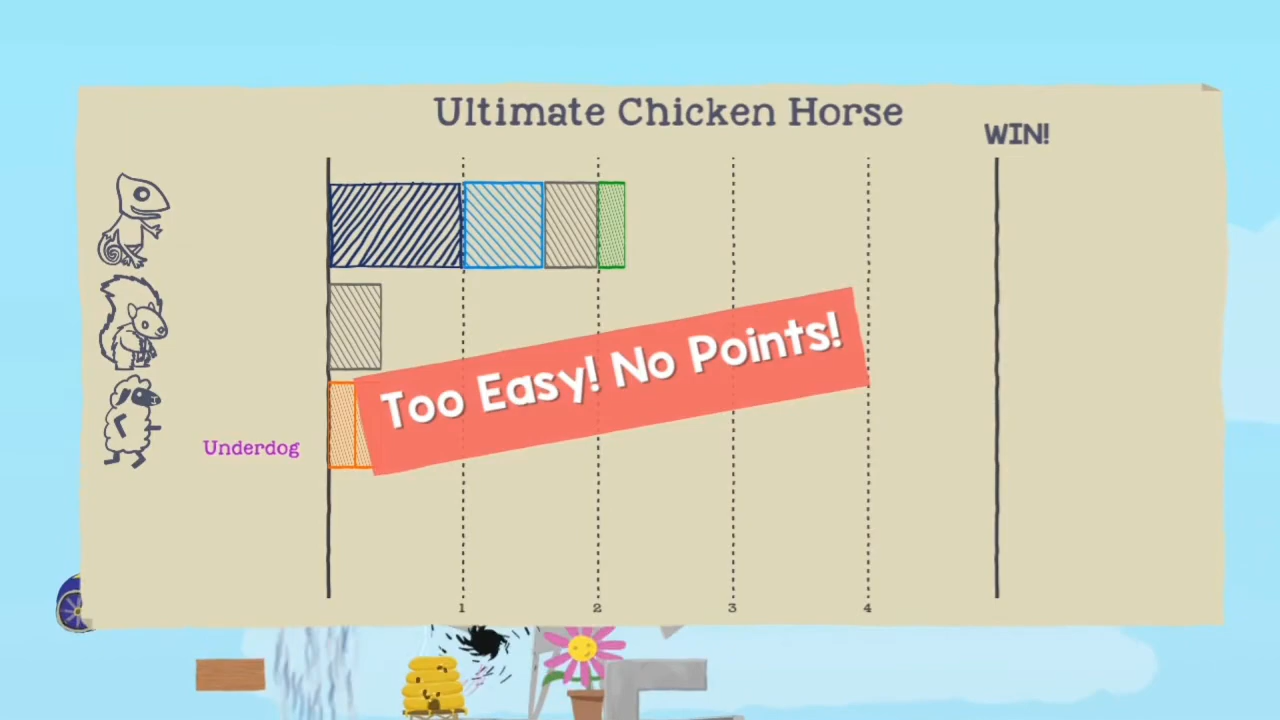 Ultimate Chicken Horse
WIN!
Too Easy! No Points!
Underdog
1 2 3 4